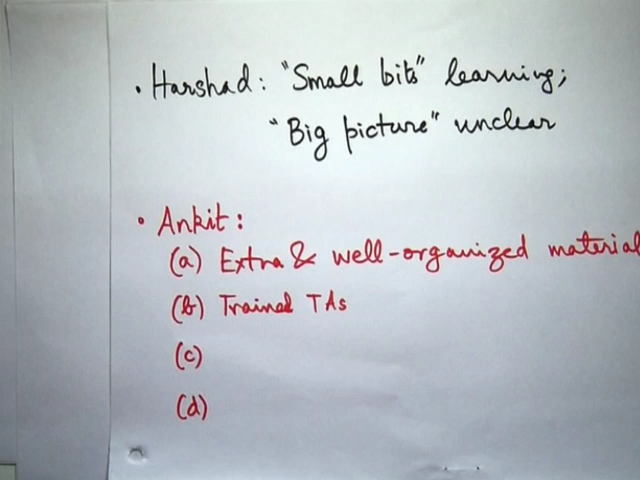 • Harshad: "Small bits" learning;
"Big picture" unclear
• Ankit:
(a) Extra & well-organized material
(b) Trained TAs
(c)
(d)